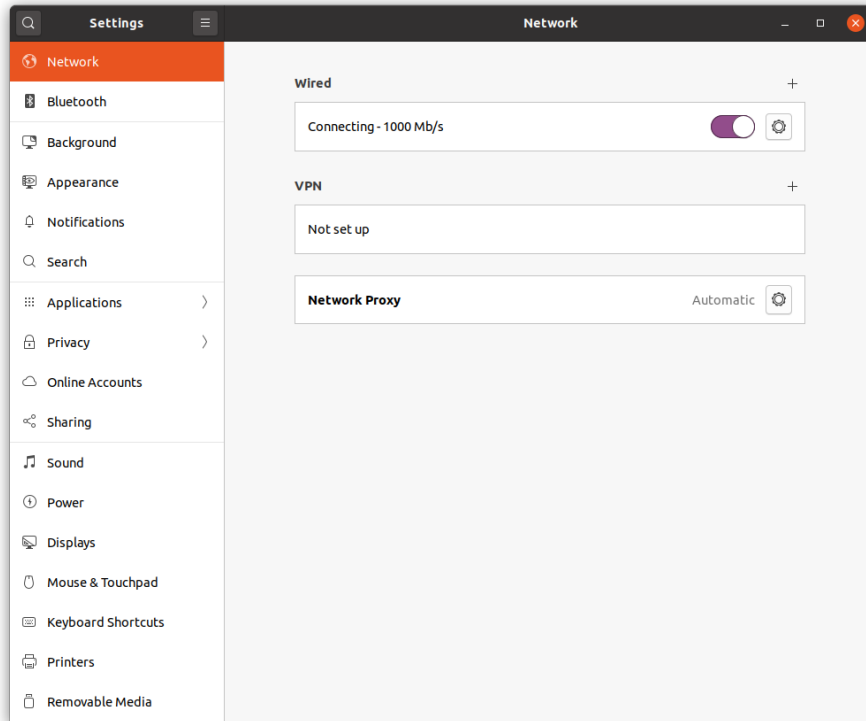 Settings
Network
Network
Bluetooth
Background
Appearance
Notifications
Search
Applications
Privacy
Online Accounts
Sharing
Sound
Power
Displays
Mouse & Touchpad
Keyboard Shortcuts
Printers
Removable Media
Wired
Connecting - 1000 Mb/s
VPN
Not set up
Network Proxy
Automatic